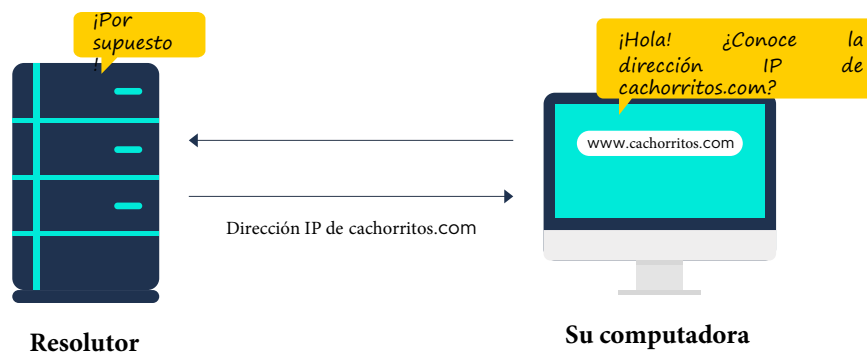 ¡Por
supuesto
!
¡Hola! ¿Conoce la
dirección IP de
cachorritos.com?
www.cachorritos.com
Dirección IP de cachorritos.com
Resolutor
Su computadora